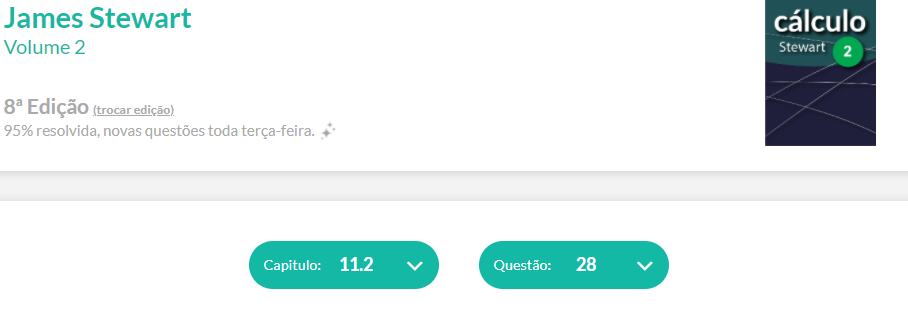 James Stewart
Volume 2
8ª Edição (trocar edição)
95% resolvida, novas questões toda terça-feira.
cálculo
Stewart 2
Capitulo: 11.2
Questão: 28